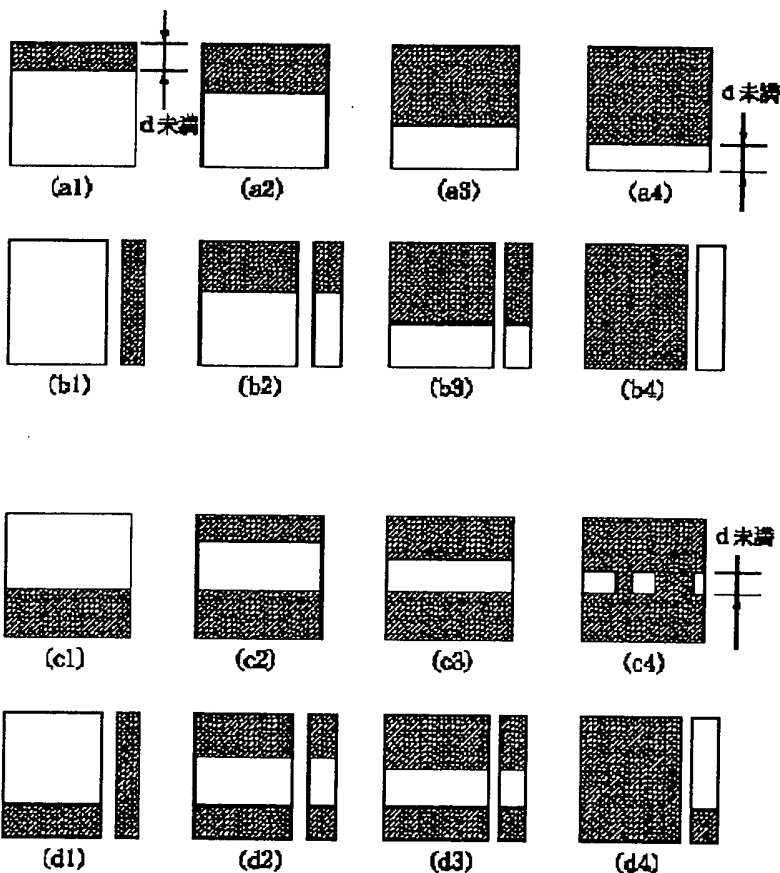 d未満
(a1) (a2) (a3) (a4)
d未満
(b1) (b2) (b3) (b4)
(c1) (c2) (c3) (c4)
d未満
(d1) (d2) (d3) (d4)